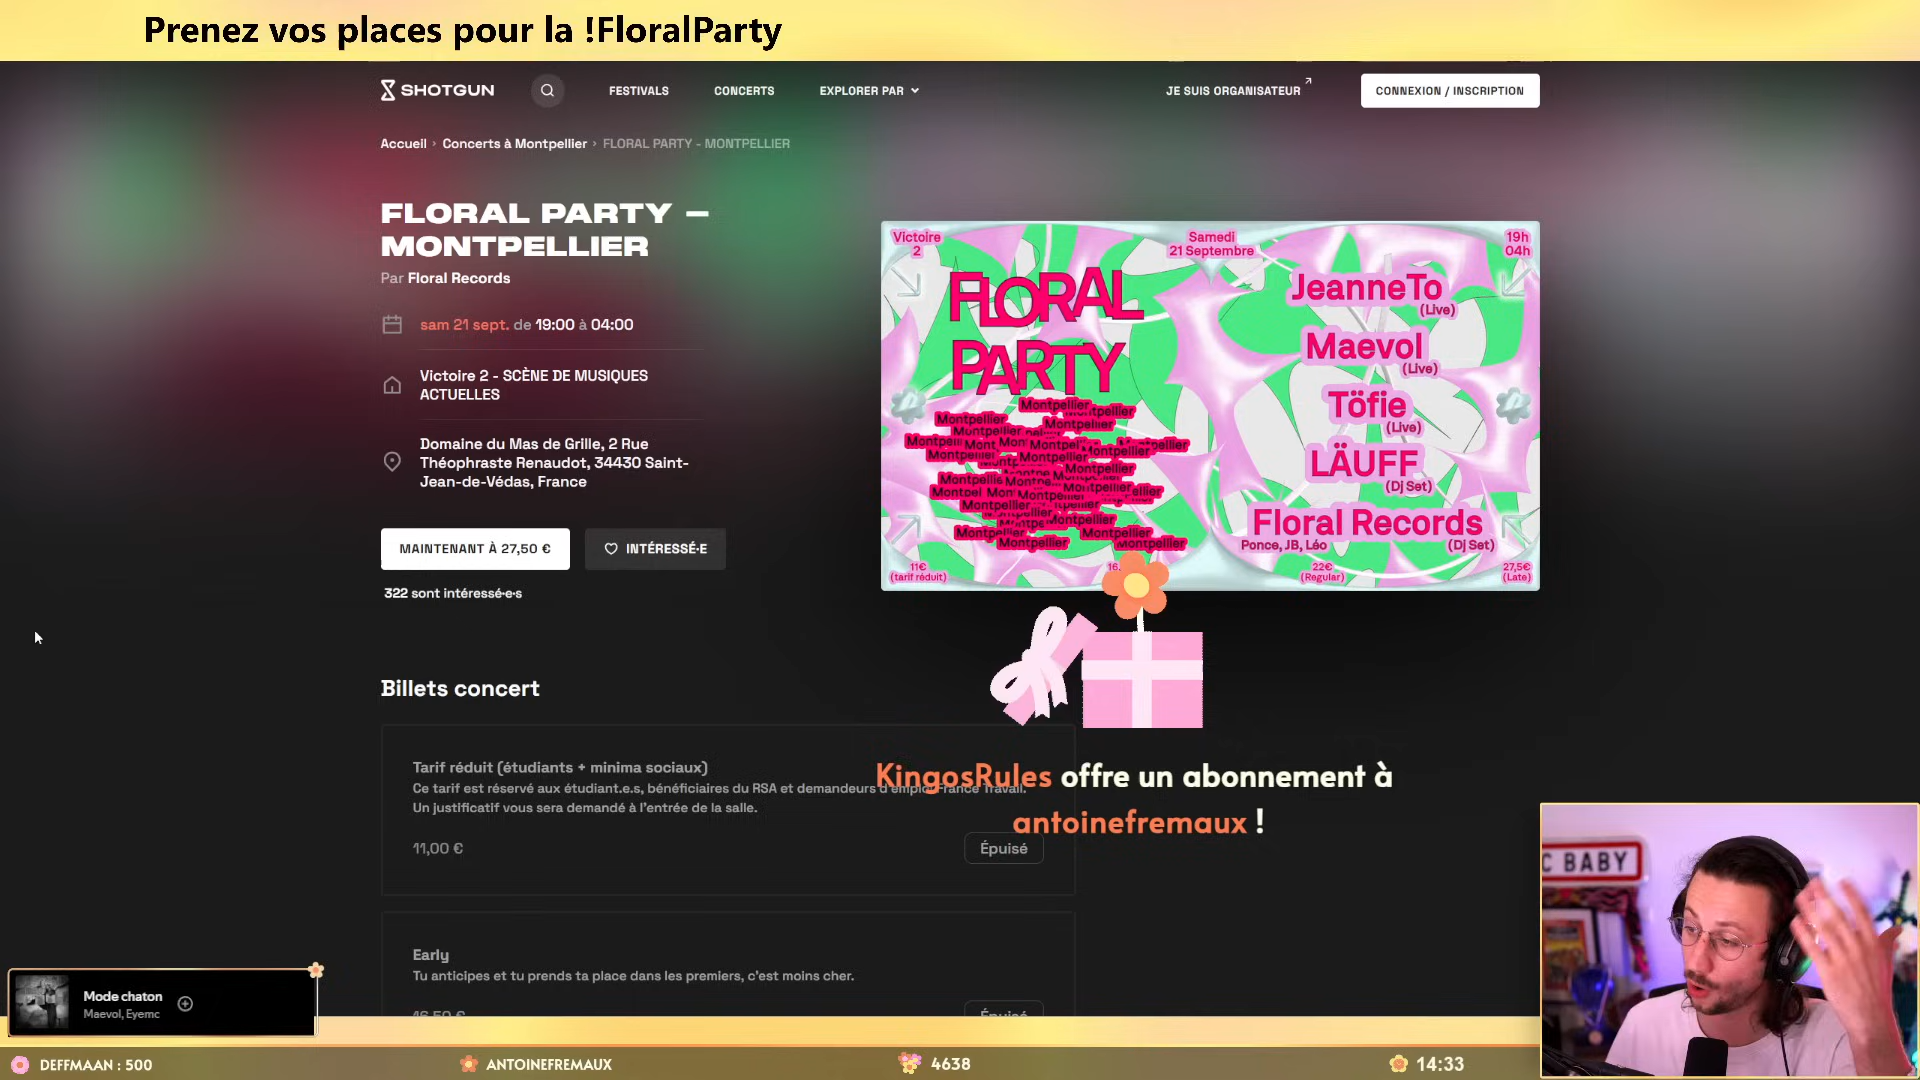 Prenez vos places pour la !FloralParty
SHOTGUN
FESTIVALS
CONCERTS
EXPLORER PAR
JE SUIS ORGANISATEUR
CONNEXION / INSCRIPTION
Accueil › Concerts à Montpellier › FLORAL PARTY - MONTPELLIER
FLORAL PARTY –
MONTPELLIER
Par Floral Records
sam 21 sept. de 19:00 à 04:00
Victoire 2 - SCÈNE DE MUSIQUES
ACTUELLES
Domaine du Mas de Grille, 2 Rue
Théophraste Renaudot, 34430 Saint-
Jean-de-Védas, France
MAINTENANT À 27,50 €
INTÉRESSÉ·E
322 sont intéressé·e·s
Victoire
2
Samedi
21 Septembre
19h
04h
FLORAL
PARTY
Montpellier
JeanneTo
(Live)
Maevol
(Live)
Töfie
(Live)
LÄUFF
(Dj Set)
Floral Records
Ponce, JB, Léo
(Dj Set)
11€
(tarif réduit)
22€
(Regular)
27,5€
(Late)
Billets concert
Tarif réduit (étudiants + minima sociaux)
Ce tarif est réservé aux étudiant.e.s, bénéficiaires du RSA et demandeurs d'emploi France Travail.
Un justificatif vous sera demandé à l'entrée de la salle.
11,00 €
Épuisé
KingosRules offre un abonnement à
antoinefremaux !
Early
Tu anticipes et tu prends ta place dans les premiers, c'est moins cher.
16,50 €
Épuisé
C BABY
Mode chaton
Maevol, Eyemc
DEFFMAAN : 500
ANTOINEFREMAUX
4638
14:33